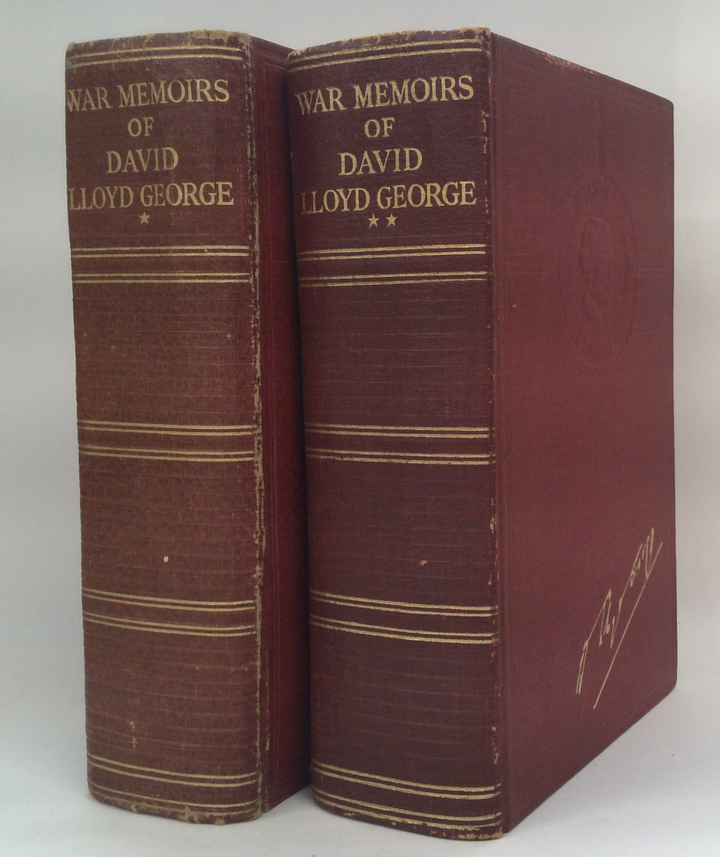 WAR MEMOIRS
OF
DAVID
LLOYD GEORGE
★
WAR MEMOIRS
OF
DAVID
LLOYD GEORGE
★★